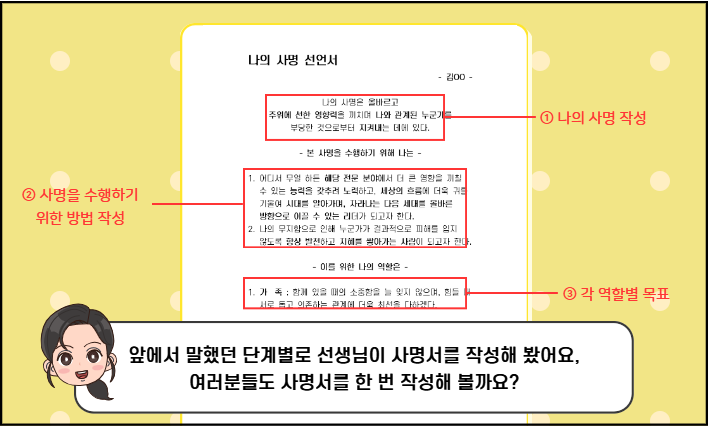 나의 사명 선언서
- 김OO -
나의 사명은 올바르고
주위에 선한 영향력을 끼치며 나와 관계된 누군가를
부당한 것으로부터 지켜내는 데에 있다.
① 나의 사명 작성
- 본 사명을 수행하기 위해 나는 -
② 사명을 수행하기
위한 방법 작성
1. 어디서 무얼 하든 해당 전문 분야에서 더 큰 영향을 끼칠
수 있는 능력을 갖추려 노력하고, 세상의 흐름에 더욱 귀를
기울여 시대를 알아가며, 자라나는 다음 세대를 올바른
방향으로 이끌 수 있는 리더가 되고자 한다.
2. 나의 무지함으로 인해 누군가가 결과적으로 피해를 입지
않도록 항상 발전하고 지혜를 쌓아가는 사람이 되고자 한다.
- 이를 위한 나의 역할은 -
1. 가 족 : 함께 있을 때의 소중함을 늘 잊지 않으며, 힘들 때
서로 돕고 의존하는 관계에 더욱 최선을 다하겠다.
③ 각 역할별 목표
앞에서 말했던 단계별로 선생님이 사명서를 작성해 봤어요,
여러분들도 사명서를 한 번 작성해 볼까요?